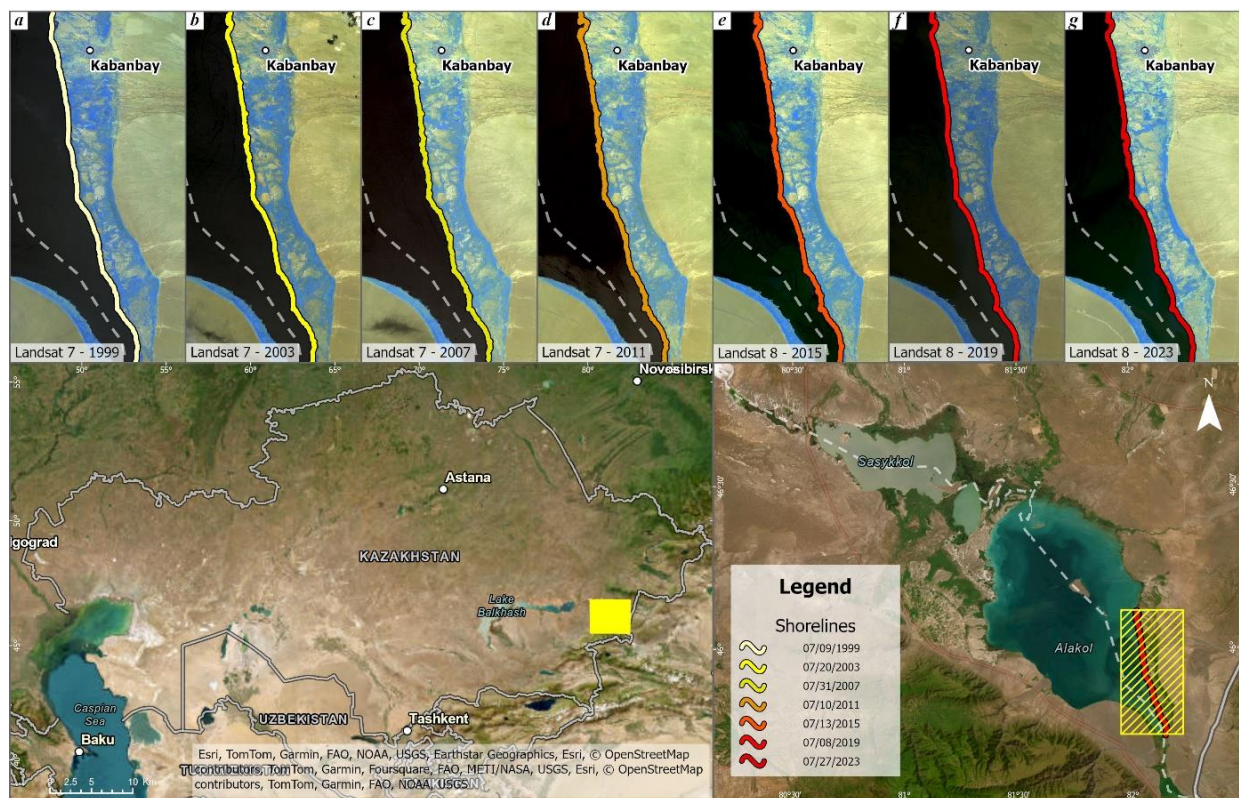 a
b
c
d
e
f
g
Kabanbay
Kabanbay
Kabanbay
Kabanbay
Kabanbay
Kabanbay
Kabanbay
Landsat 7 - 1999
Landsat 7 - 2003
Landsat 7 - 2007
Landsat 7 - 2011
Landsat 8 - 2015
Landsat 8 - 2019
Landsat 8 - 2023
50°
55°
60°
65°
70°
75°
80°
55°
50°
45°
Novosibirsk
Astana
lgograd
KAZAKHSTAN
Lake
Balkhash
Caspian
Sea
Baku
UZBEKISTAN
Tashkent
0 2.5 5 10 Km
Esri, TomTom, Garmin, FAO, NOAA, USGS, Earthstar Geographics, Esri, © OpenStreetMap
contributors, TomTom, Garmin, Foursquare, FAO, METI/NASA, USGS, Esri, © OpenStreetMap
contributors, TomTom, Garmin, FAO, NOAA, USGS
80°30'
81°
81°30'
82°
N
Sasykkol
46°30'
46°30'
Alakol
46°
46°
Legend
Shorelines
07/09/1999
07/20/2003
07/31/2007
07/10/2011
07/13/2015
07/08/2019
07/27/2023
80°30'
81°
81°30'
82°